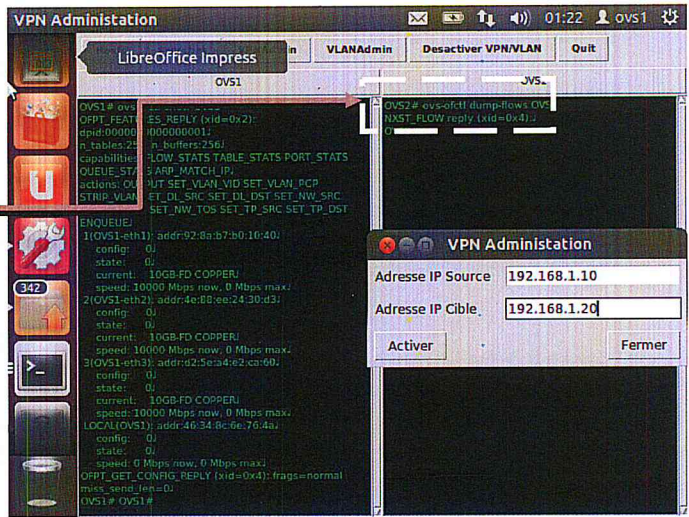 VPN Administation
01:22 ovs1
LibreOffice Impress
VLANAdmin
Desactiver VPN/VLAN
Quit
OVS1
OVS1# ovs
OFPT_FEATURES_REPLY (xid=0x2):
n_buffers:256
capabilities: FLOW_STATS TABLE_STATS PORT_STATS
QUEUE_STATS ARP_MATCH_IP
actions: OUTPUT SET_VLAN_VID SET_VLAN_PCP
STRIP_VLAN SET_DL_SRC SET_DL_DST SET_NW_SRC
SET_NW_TOS SET_TP_SRC SET_TP_DST
ENQUEUE
1(OVS1-eth1): addr:92:8a:b7:b0:16:40
config: 0
state: 0
current: 10GB-FD COPPER
speed: 10000 Mbps now, 0 Mbps max
2(OVS1-eth2): addr:4e:88:ee:24:30:d3
config: 0
state: 0
current: 10GB-FD COPPER
speed: 10000 Mbps now, 0 Mbps max
3(OVS1-eth3): addr:d2:5e:a4:e2:ca:60
config: 0
state: 0
current: 10GB-FD COPPER
speed: 10000 Mbps now, 0 Mbps max
LOCAL(OVS1): addr:46:34:8c:6e:76:4a
config: 0
state: 0
speed: 0 Mbps now, 0 Mbps max
OFPT_GET_CONFIG_REPLY (xid=0x4): frags=normal
miss_send_len=0
OVS1# OVS1#
OVS2# ovs-ofctl dump-flows OVS
NXST_FLOW reply (xid=0x4):
VPN Administation
Adresse IP Source 192.168.1.10
Adresse IP Cible 192.168.1.20
Activer
Fermer
342